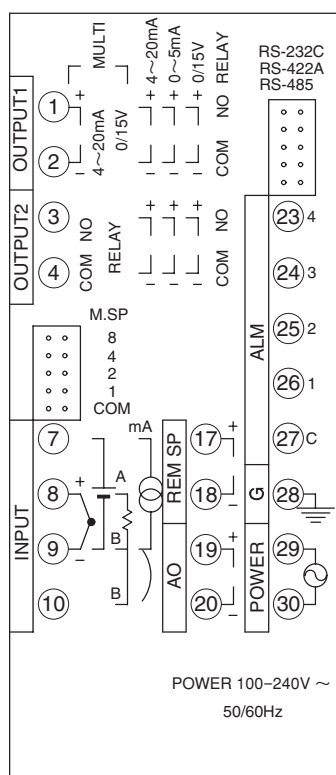 OUTPUT1
1
2
+
-
MULTI
4~20mA
0/15V
4~20mA
0~5mA
0/15V
RELAY
+ + + NO
- - - COM
RS-232C
RS-422A
RS-485
OUTPUT2
3
4
COM NO
RELAY
+ + + NO
- - - COM
M.SP
8
4
2
1
COM
INPUT
7
8
9
10
+
-
A
B
B
mA
REM SP
17 +
18 -
AO
19 +
20 -
ALM
23 4
24 3
25 2
26 1
27 C
G
28
POWER
29
30
POWER 100-240V ~
50/60Hz